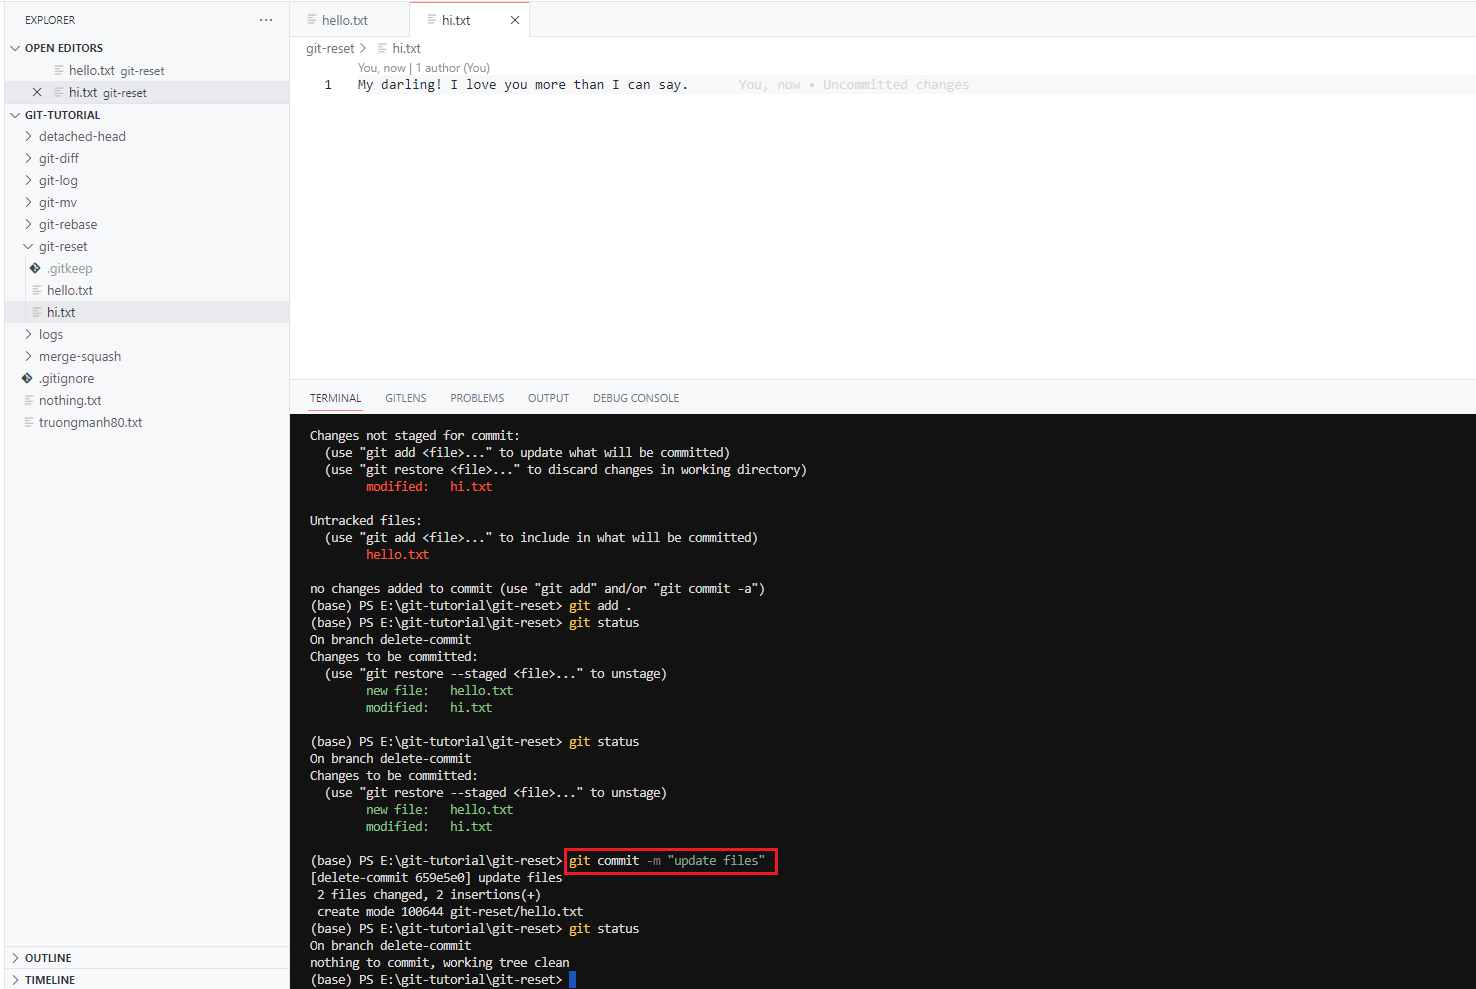 EXPLORER
OPEN EDITORS
hello.txt git-reset
hi.txt git-reset
GIT-TUTORIAL
detached-head
git-diff
git-log
git-mv
git-rebase
git-reset
.gitkeep
hello.txt
hi.txt
logs
merge-squash
.gitignore
nothing.txt
truongmanh80.txt
OUTLINE
TIMELINE
hello.txt hi.txt
git-reset > hi.txt
You, now | 1 author (You)
1 My darling! I love you more than I can say. You, now • Uncommitted changes
TERMINAL GITLENS PROBLEMS OUTPUT DEBUG CONSOLE
Changes not staged for commit:
(use "git add <file>..." to update what will be committed)
(use "git restore <file>..." to discard changes in working directory)
modified: hi.txt
Untracked files:
(use "git add <file>..." to include in what will be committed)
hello.txt
no changes added to commit (use "git add" and/or "git commit -a")
(base) PS E:\git-tutorial\git-reset> git add .
(base) PS E:\git-tutorial\git-reset> git status
On branch delete-commit
Changes to be committed:
(use "git restore --staged <file>..." to unstage)
new file: hello.txt
modified: hi.txt
(base) PS E:\git-tutorial\git-reset> git status
On branch delete-commit
Changes to be committed:
(use "git restore --staged <file>..." to unstage)
new file: hello.txt
modified: hi.txt
(base) PS E:\git-tutorial\git-reset> git commit -m "update files"
[delete-commit 659e5e0] update files
2 files changed, 2 insertions(+)
create mode 100644 git-reset/hello.txt
(base) PS E:\git-tutorial\git-reset> git status
On branch delete-commit
nothing to commit, working tree clean
(base) PS E:\git-tutorial\git-reset>